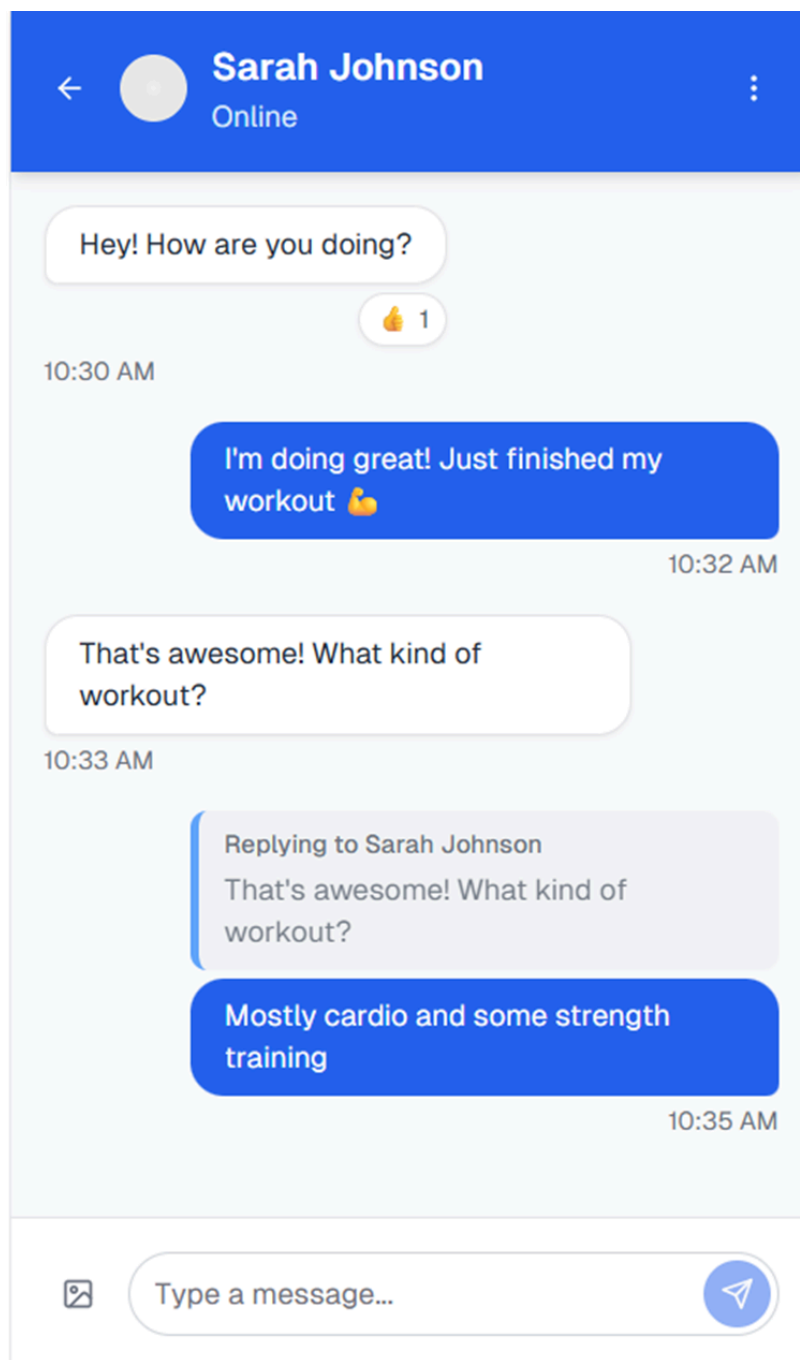 Sarah Johnson
Online
Hey! How are you doing?
👍 1
10:30 AM
I'm doing great! Just finished my
workout 💪
10:32 AM
That's awesome! What kind of
workout?
10:33 AM
Replying to Sarah Johnson
That's awesome! What kind of
workout?
Mostly cardio and some strength
training
10:35 AM
Type a message...